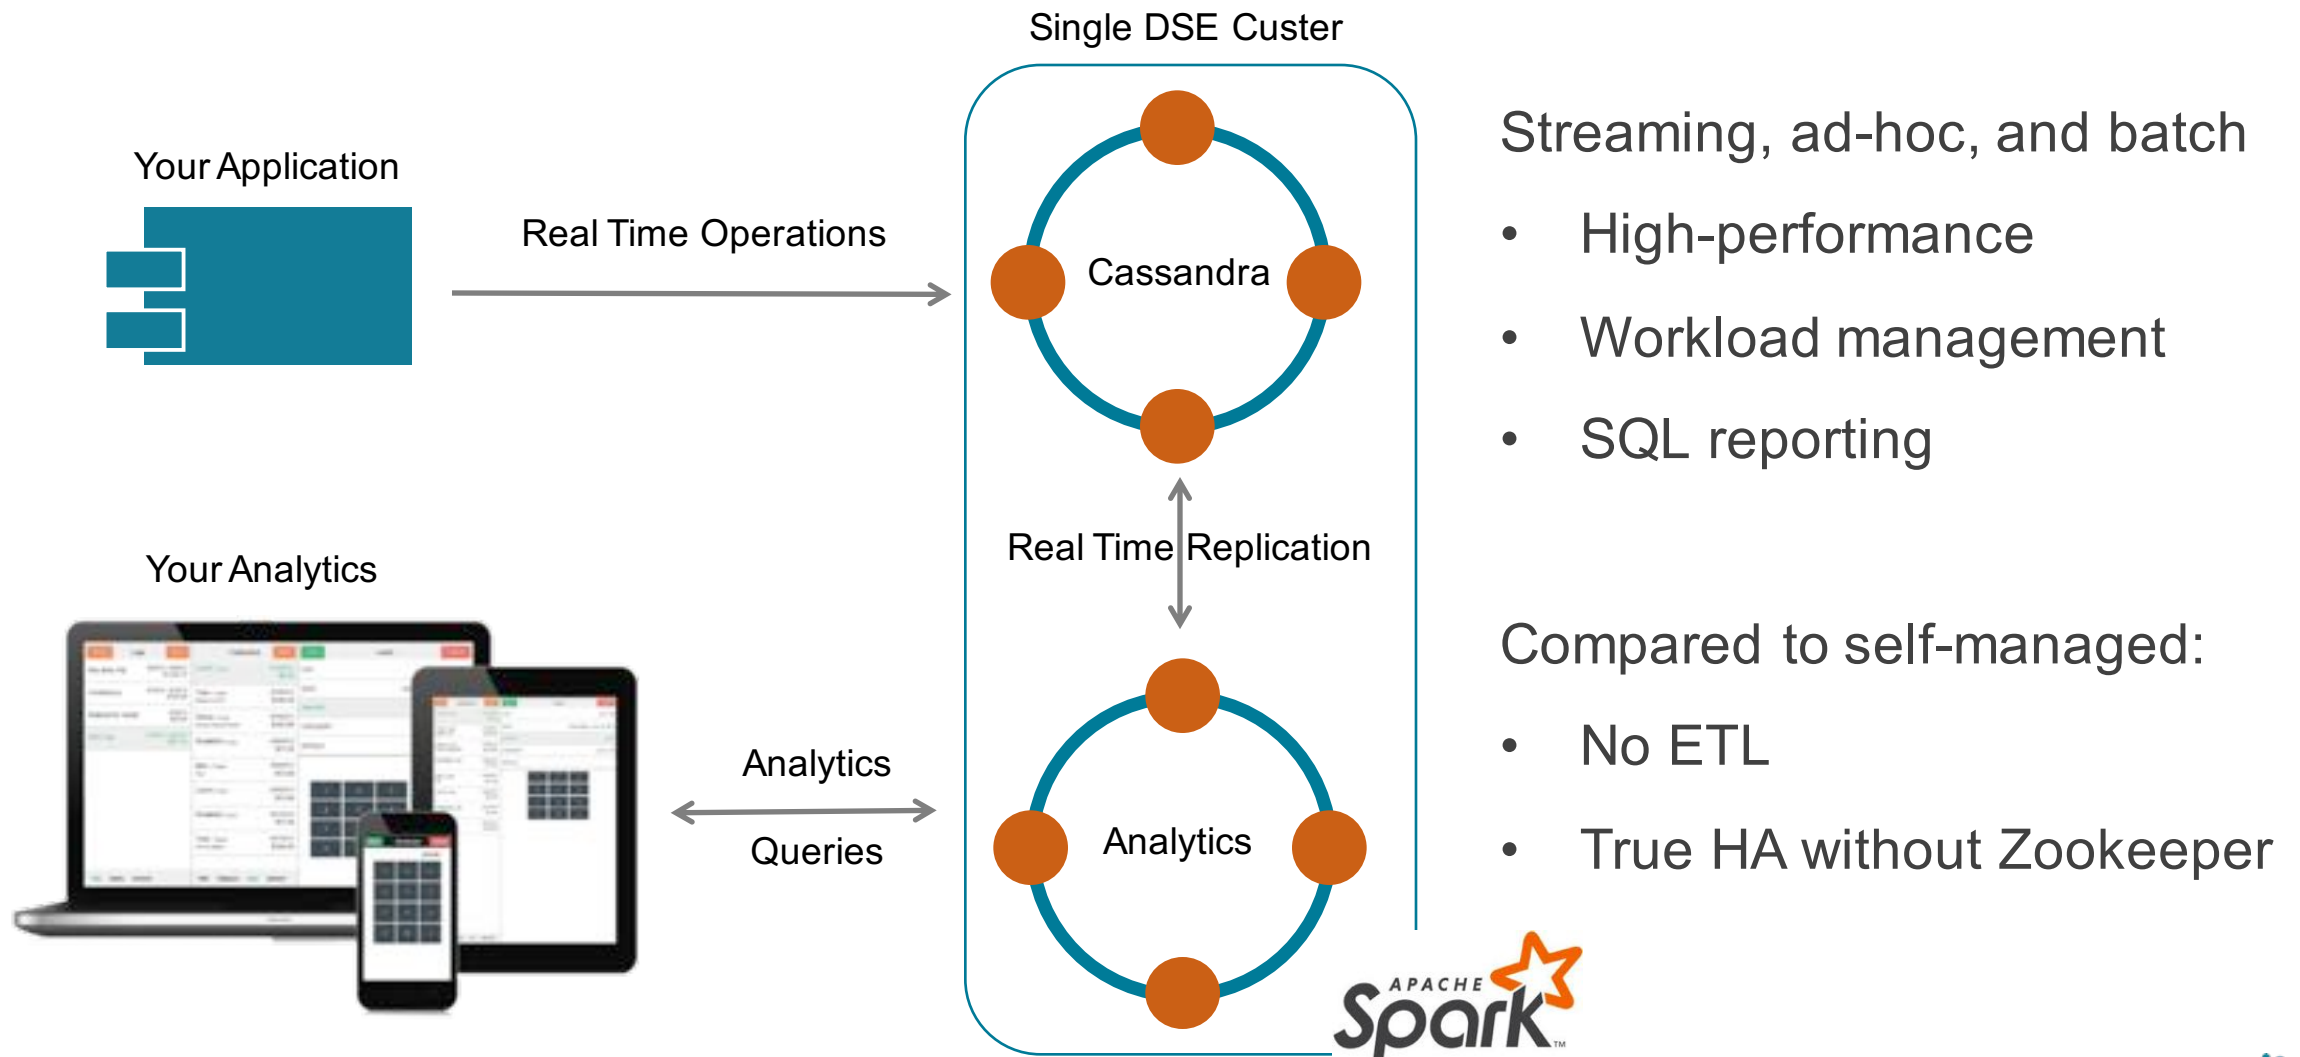 Single DSE Custer
Your Application
Real Time Operations
Cassandra
Real Time Replication
Your Analytics
Analytics
Queries
Analytics
APACHE
Spark
TM
Streaming, ad-hoc, and batch
• High-performance
• Workload management
• SQL reporting
Compared to self-managed:
• No ETL
• True HA without Zookeeper